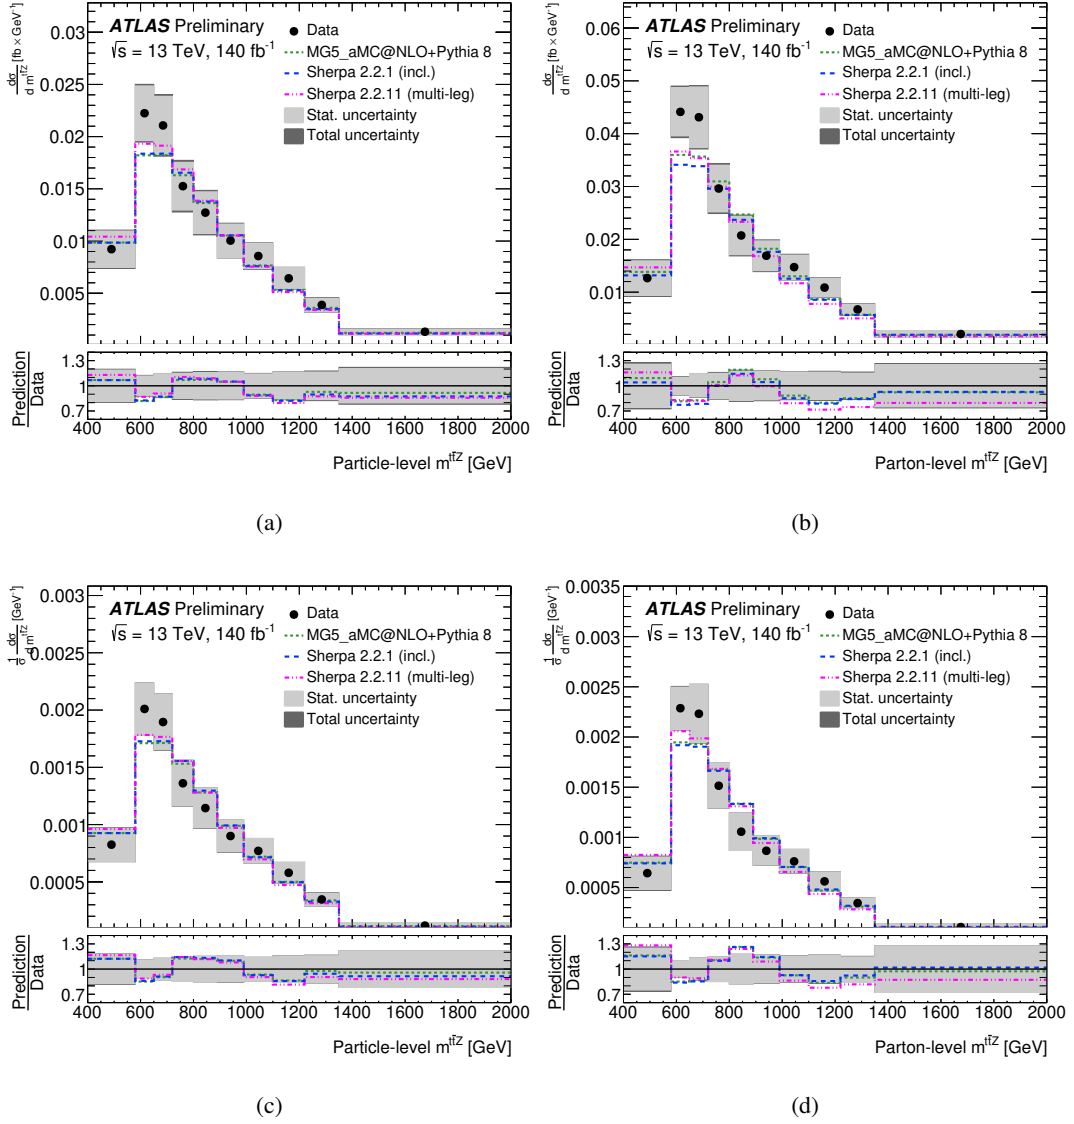 ATLAS Preliminary
√s = 13 TeV, 140 fb⁻¹
Data
MG5_aMC@NLO+Pythia 8
Sherpa 2.2.1 (incl.)
Sherpa 2.2.11 (multi-leg)
Stat. uncertainty
Total uncertainty
dσ/d m^tt̄Z [fb × GeV⁻¹]
0.03
0.025
0.02
0.015
0.01
0.005
Prediction
Data
1.3
1
0.7
400 600 800 1000 1200 1400 1600 1800 2000
Particle-level m^tt̄Z [GeV]
(a)
ATLAS Preliminary
√s = 13 TeV, 140 fb⁻¹
Data
MG5_aMC@NLO+Pythia 8
Sherpa 2.2.1 (incl.)
Sherpa 2.2.11 (multi-leg)
Stat. uncertainty
Total uncertainty
dσ/d m^tt̄Z [fb × GeV⁻¹]
0.06
0.05
0.04
0.03
0.02
0.01
Prediction
Data
1.3
1
0.7
400 600 800 1000 1200 1400 1600 1800 2000
Parton-level m^tt̄Z [GeV]
(b)
ATLAS Preliminary
√s = 13 TeV, 140 fb⁻¹
Data
MG5_aMC@NLO+Pythia 8
Sherpa 2.2.1 (incl.)
Sherpa 2.2.11 (multi-leg)
Stat. uncertainty
Total uncertainty
1/σ dσ/d m^tt̄Z [GeV⁻¹]
0.003
0.0025
0.002
0.0015
0.001
0.0005
Prediction
Data
1.3
1
0.7
400 600 800 1000 1200 1400 1600 1800 2000
Particle-level m^tt̄Z [GeV]
(c)
ATLAS Preliminary
√s = 13 TeV, 140 fb⁻¹
Data
MG5_aMC@NLO+Pythia 8
Sherpa 2.2.1 (incl.)
Sherpa 2.2.11 (multi-leg)
Stat. uncertainty
Total uncertainty
1/σ dσ/d m^tt̄Z [GeV⁻¹]
0.0035
0.003
0.0025
0.002
0.0015
0.001
0.0005
Prediction
Data
1.3
1
0.7
400 600 800 1000 1200 1400 1600 1800 2000
Parton-level m^tt̄Z [GeV]
(d)